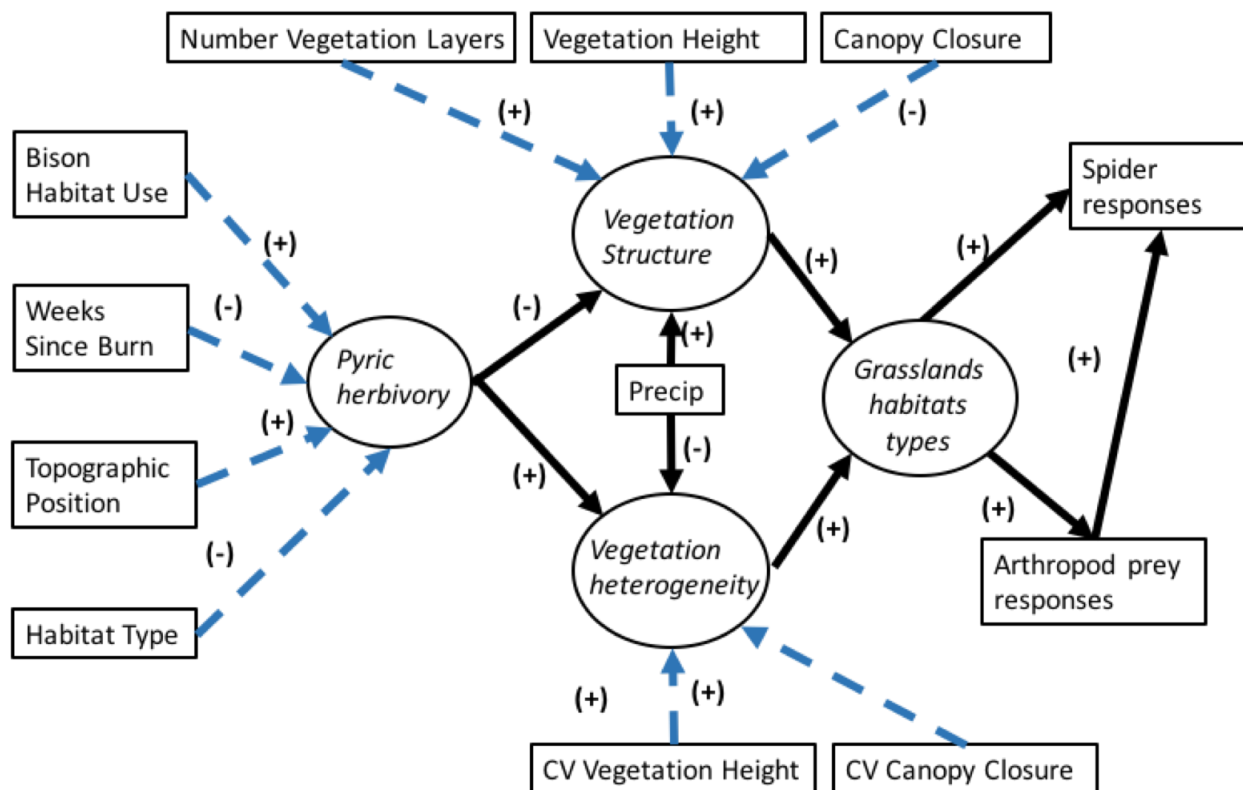 Number Vegetation Layers
Vegetation Height
Canopy Closure
(+)
(+)
(-)
Bison
Habitat Use
(+)
Weeks
Since Burn
(-)
Topographic
Position
(+)
Habitat Type
(-)
Pyric
herbivory
(-)
(+)
Vegetation
Structure
(+)
Precip
(-)
Vegetation
heterogeneity
(+)
(+)
Grasslands
habitats
types
(+)
(+)
Spider
responses
(+)
Arthropod prey
responses
(+)
(+)
CV Vegetation Height
CV Canopy Closure